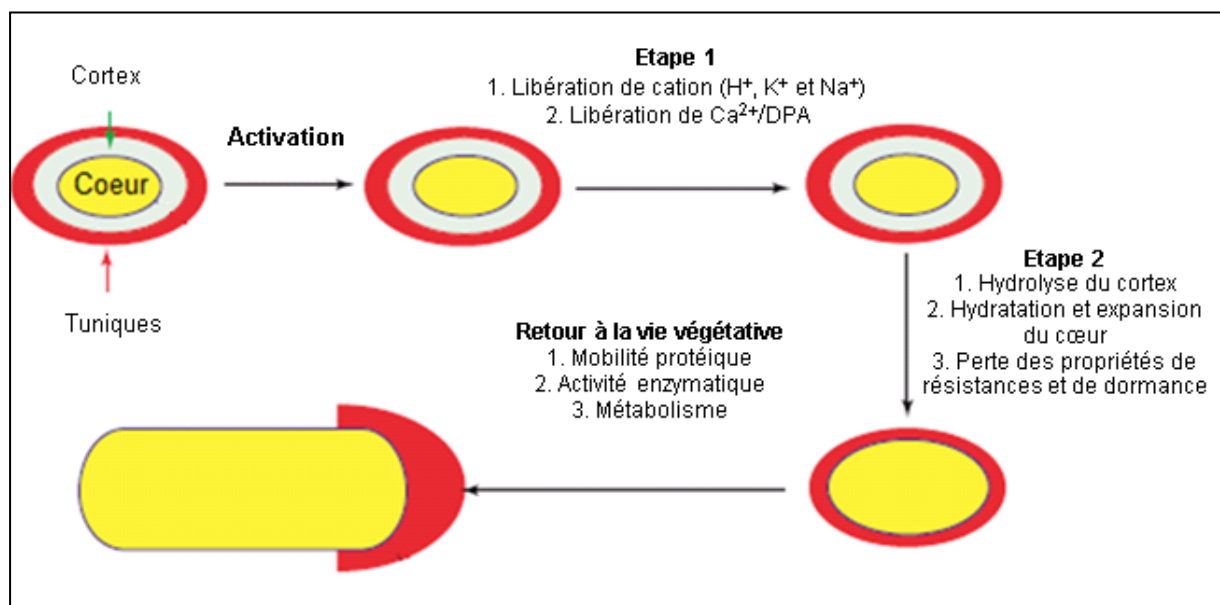 Cortex
Coeur
Tuniques
Activation
Etape 1
1. Libération de cation (H⁺, K⁺ et Na⁺)
2. Libération de Ca²⁺/DPA
Etape 2
1. Hydrolyse du cortex
2. Hydratation et expansion
du cœur
3. Perte des propriétés de
résistances et de dormance
Retour à la vie végétative
1. Mobilité protéique
2. Activité enzymatique
3. Métabolisme